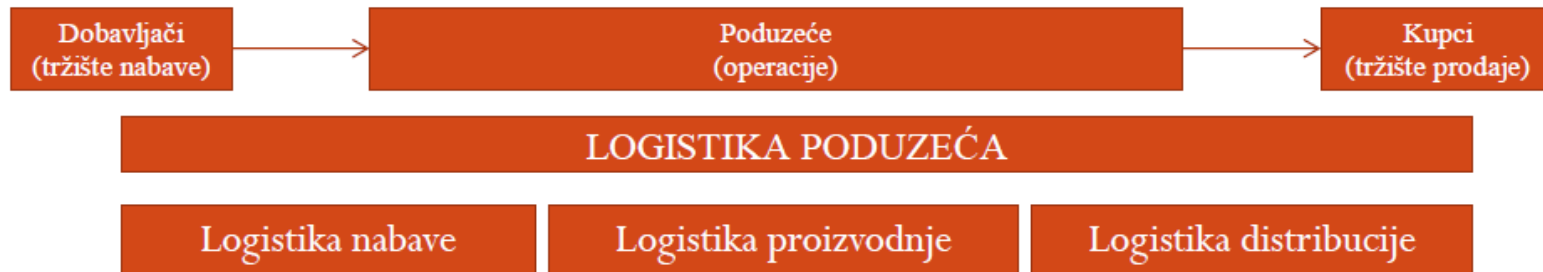 Dobavljači
(tržište nabave)
Poduzeće
(operacije)
Kupci
(tržište prodaje)
LOGISTIKA PODUZEĆA
Logistika nabave
Logistika proizvodnje
Logistika distribucije